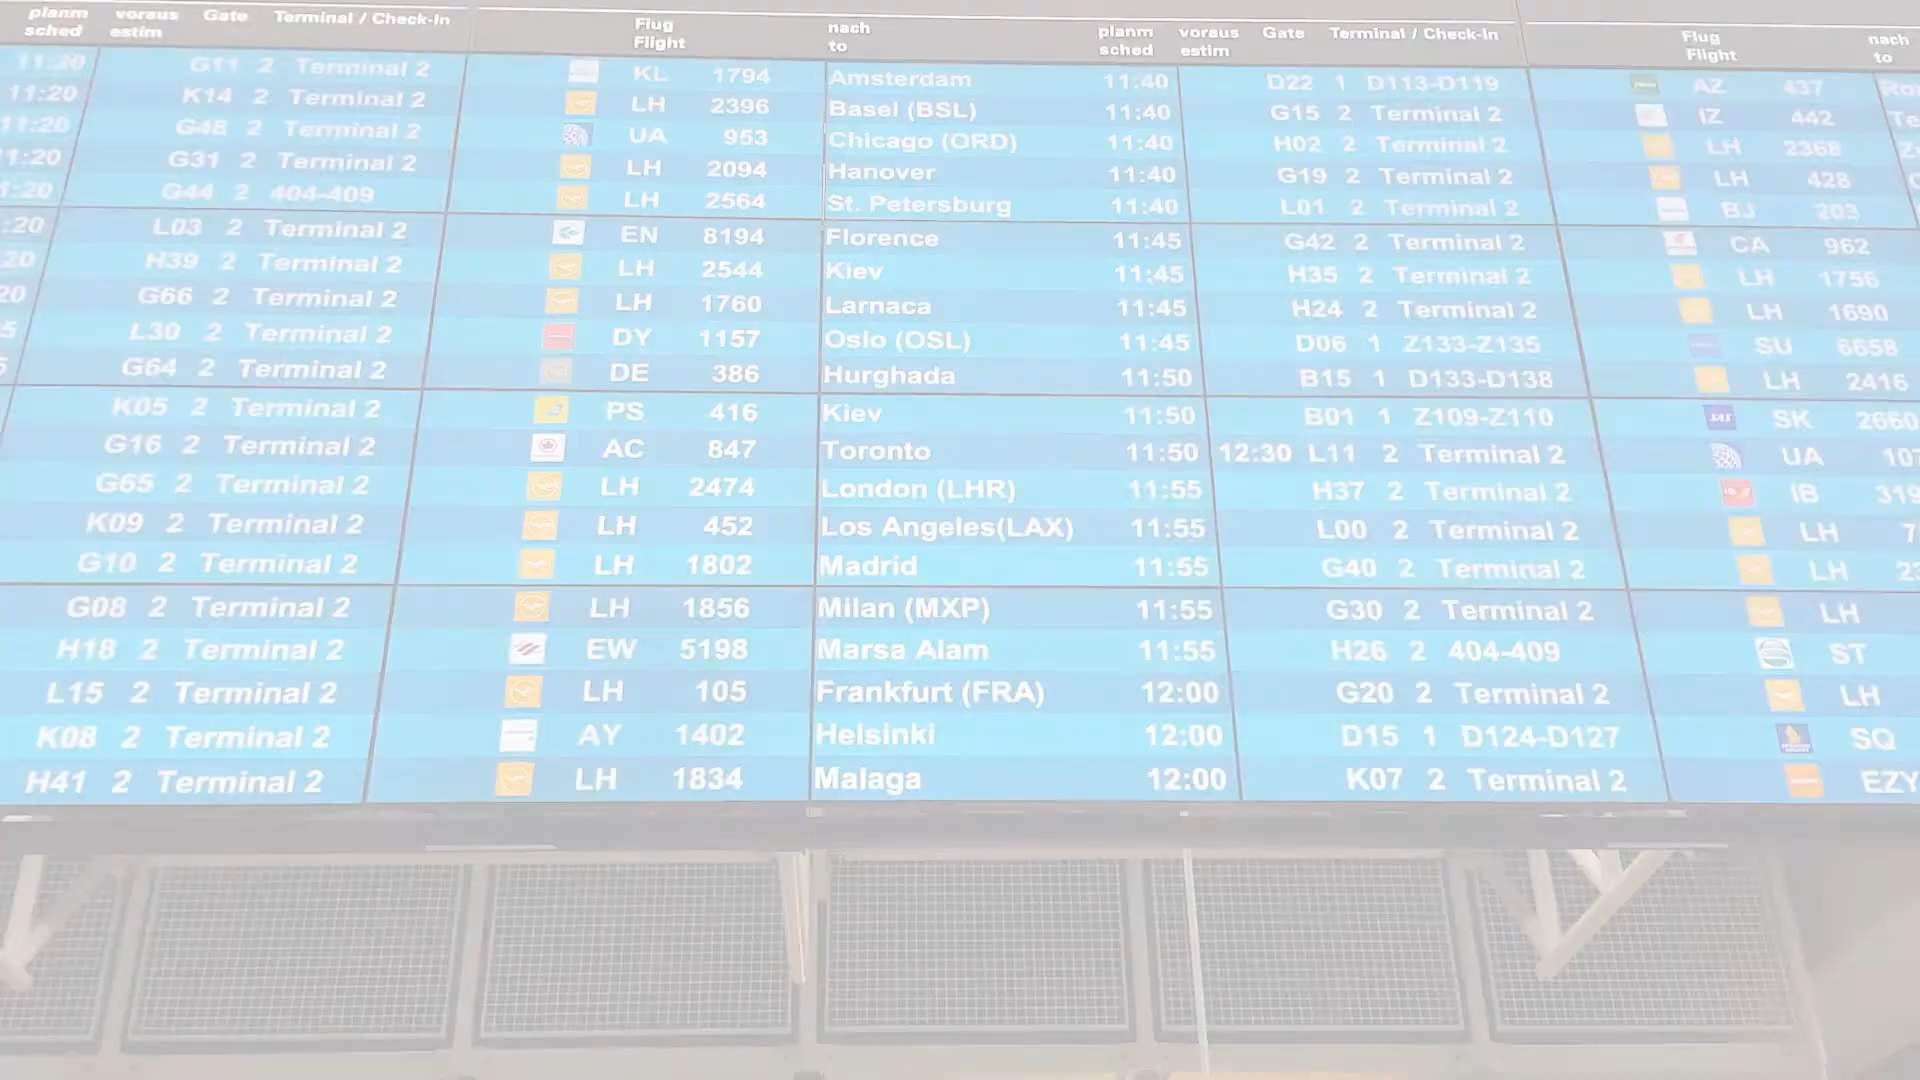 planm voraus Gate Terminal / Check-In Flug nach planm voraus Gate Terminal / Check-In Flug nach
sched estim Flight to sched estim Flight to
11:20 G11 2 Terminal 2 KL 1794 Amsterdam 11:40 D22 1 D113-D119 AZ 437
11:20 K14 2 Terminal 2 LH 2396 Basel (BSL) 11:40 G15 2 Terminal 2 IZ 442
11:20 G48 2 Terminal 2 UA 953 Chicago (ORD) 11:40 H02 2 Terminal 2 LH 2368
1:20 G31 2 Terminal 2 LH 2094 Hanover 11:40 G19 2 Terminal 2 LH 428
1:20 G44 2 404-409 LH 2564 St. Petersburg 11:40 L01 2 Terminal 2 BJ 203
:20 L03 2 Terminal 2 EN 8194 Florence 11:45 G42 2 Terminal 2 CA 962
20 H39 2 Terminal 2 LH 2544 Kiev 11:45 H35 2 Terminal 2 LH 1756
20 G66 2 Terminal 2 LH 1760 Larnaca 11:45 H24 2 Terminal 2 LH 1690
5 L30 2 Terminal 2 DY 1157 Oslo (OSL) 11:45 D06 1 Z133-Z135 SU 6658
5 G64 2 Terminal 2 DE 386 Hurghada 11:50 B15 1 D133-D138 LH 2416
K05 2 Terminal 2 PS 416 Kiev 11:50 B01 1 Z109-Z110 SAS SK 2660
G16 2 Terminal 2 AC 847 Toronto 11:50 12:30 L11 2 Terminal 2 UA 107
G65 2 Terminal 2 LH 2474 London (LHR) 11:55 H37 2 Terminal 2 IB 319
K09 2 Terminal 2 LH 452 Los Angeles(LAX) 11:55 L00 2 Terminal 2 LH 7
G10 2 Terminal 2 LH 1802 Madrid 11:55 G40 2 Terminal 2 LH 23
G08 2 Terminal 2 LH 1856 Milan (MXP) 11:55 G30 2 Terminal 2 LH
H18 2 Terminal 2 EW 5198 Marsa Alam 11:55 H26 2 404-409 ST
L15 2 Terminal 2 LH 105 Frankfurt (FRA) 12:00 G20 2 Terminal 2 LH
K08 2 Terminal 2 AY 1402 Helsinki 12:00 D15 1 D124-D127 SQ
H41 2 Terminal 2 LH 1834 Malaga 12:00 K07 2 Terminal 2 EZY